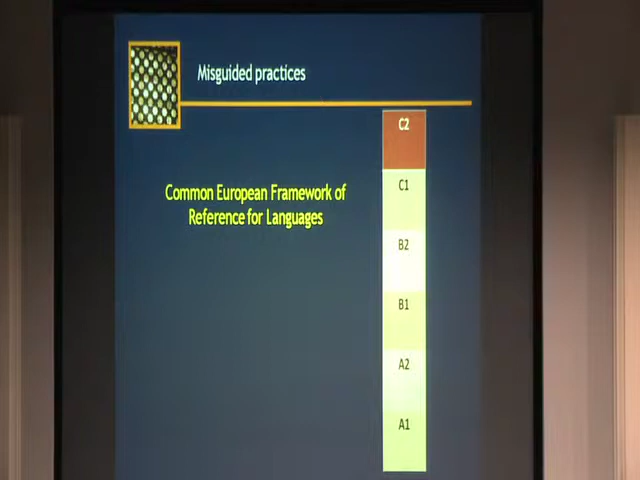 Misguided practices
C2
Common European Framework of
Reference for Languages
C1
B2
B1
A2
A1